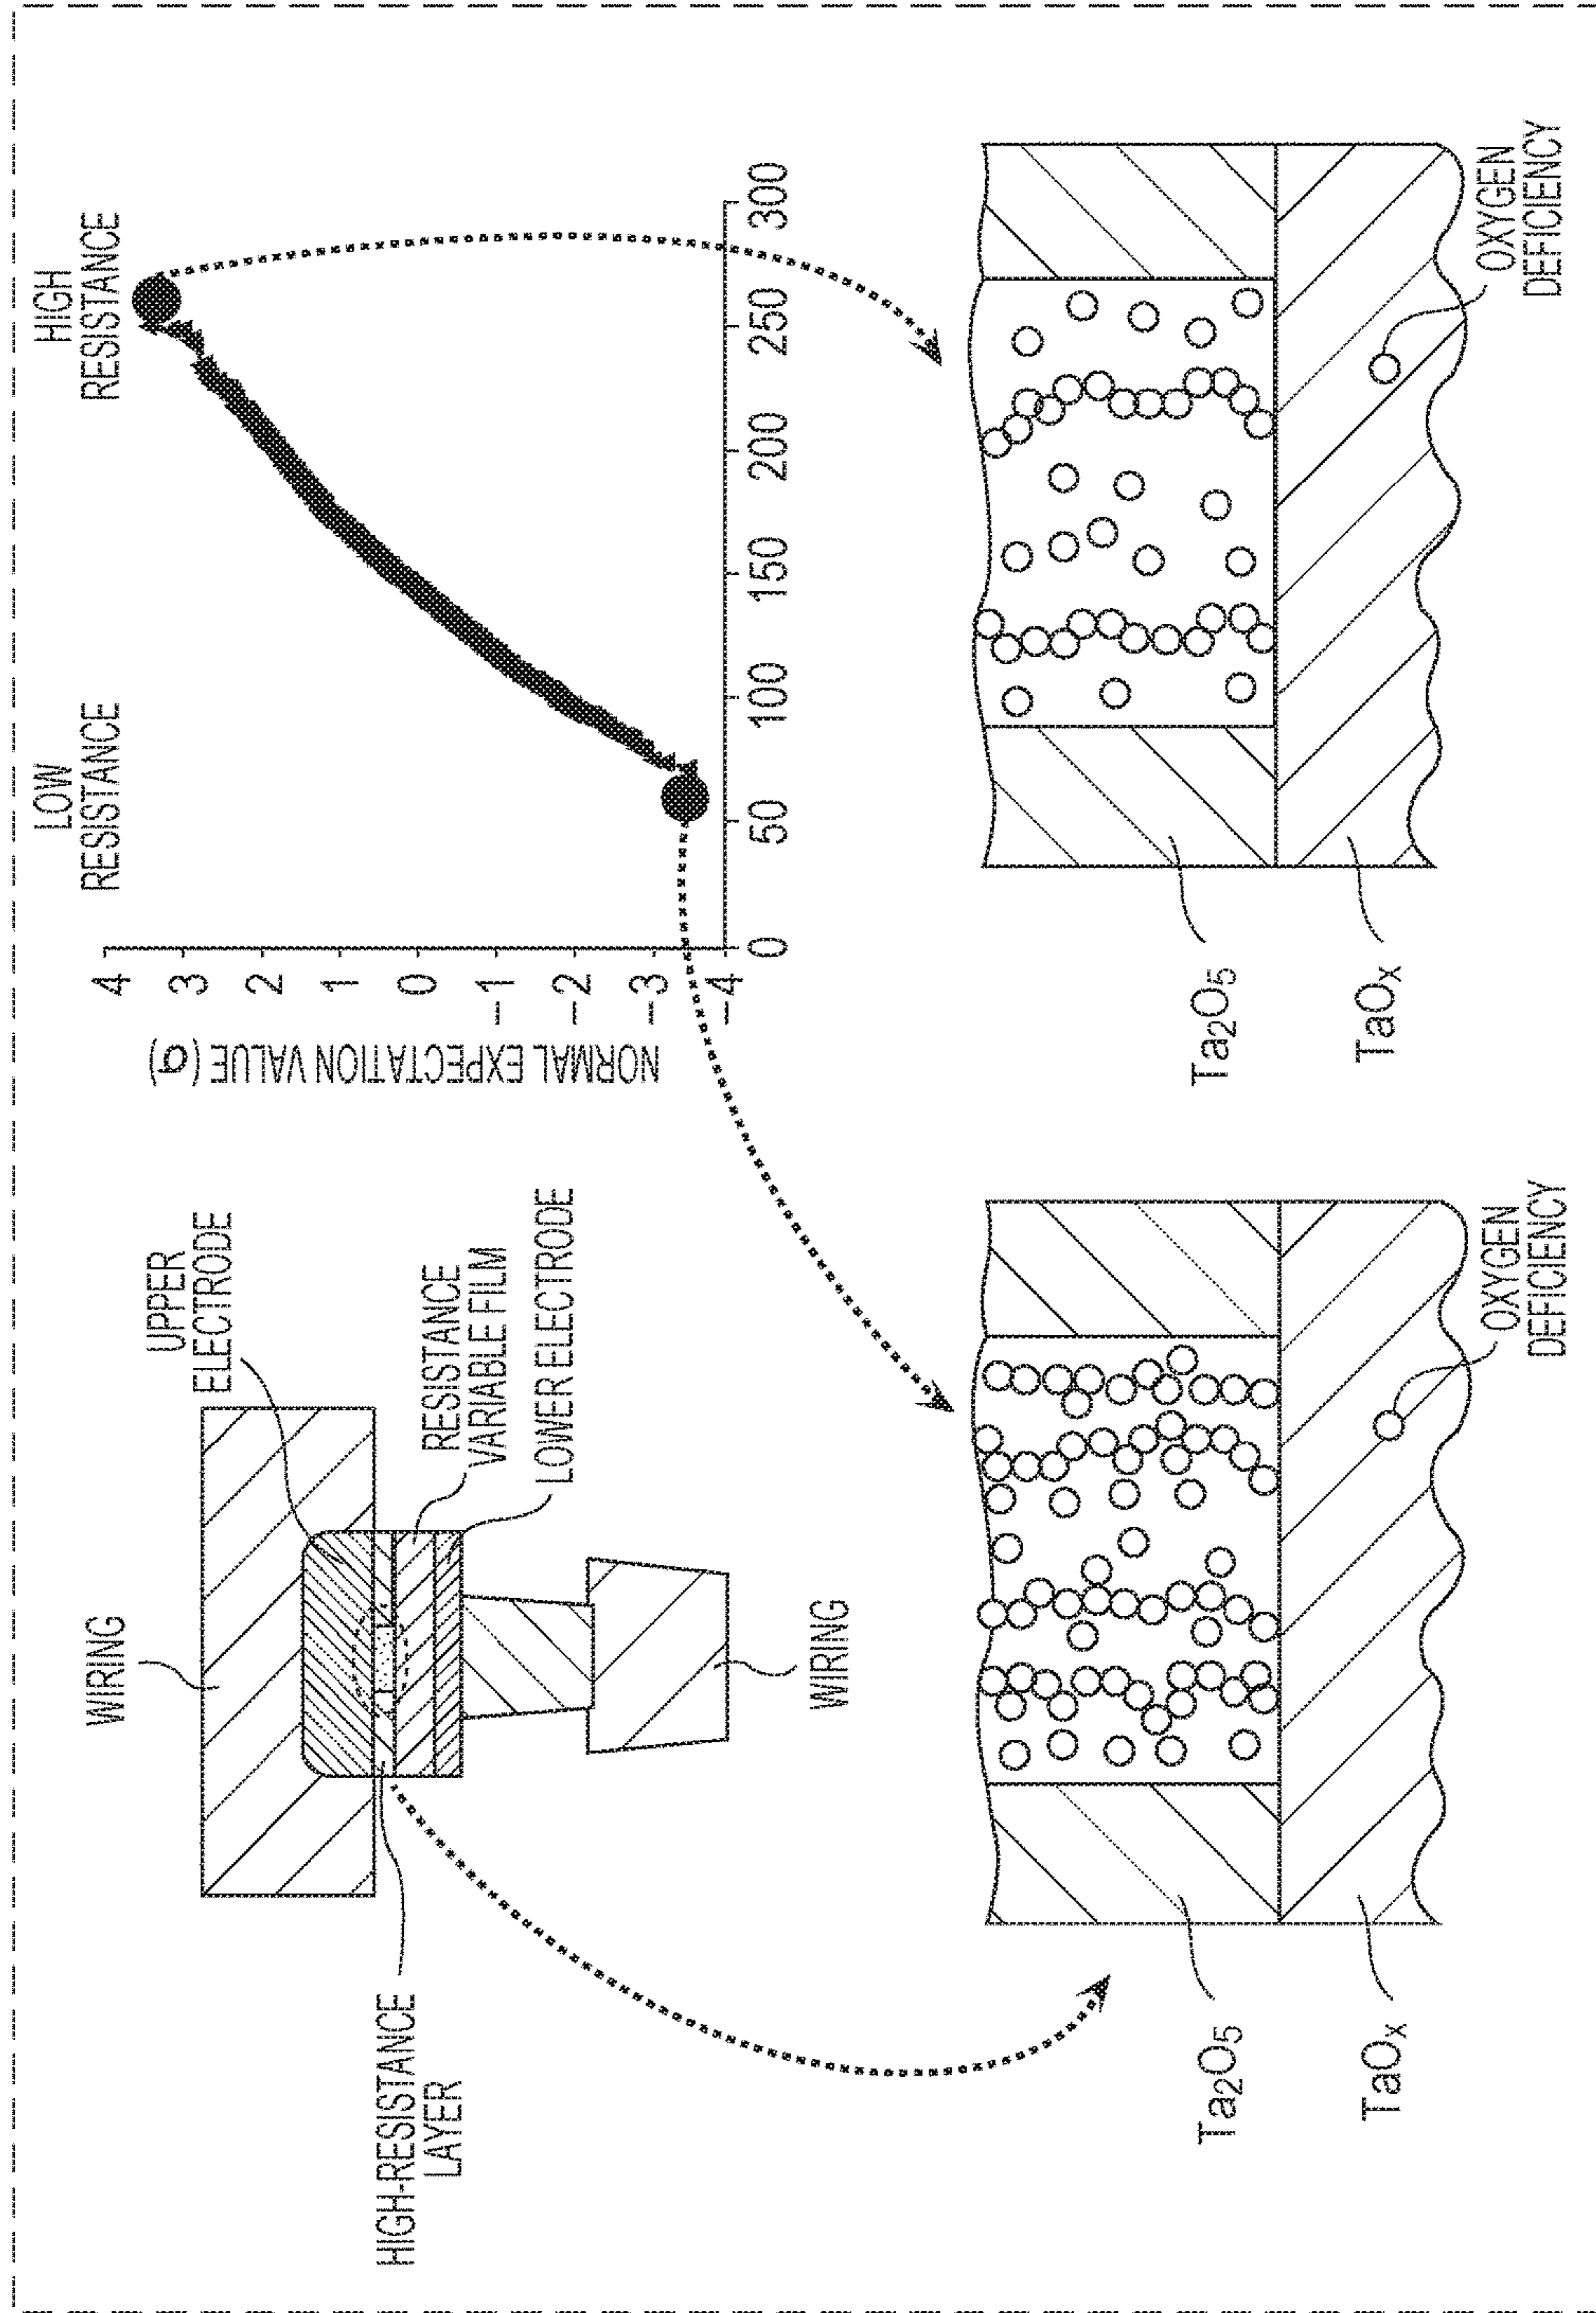 WIRING
UPPER
ELECTRODE
RESISTANCE
VARIABLE FILM
LOWER ELECTRODE
HIGH-RESISTANCE
LAYER
WIRING
LOW
RESISTANCE
HIGH
RESISTANCE
NORMAL EXPECTATION VALUE (σ)
4
3
2
1
0
−1
−2
−3
−4
0 50 100 150 200 250 300
Ta₂O₅
TaOₓ
OXYGEN
DEFICIENCY
Ta₂O₅
TaOₓ
OXYGEN
DEFICIENCY